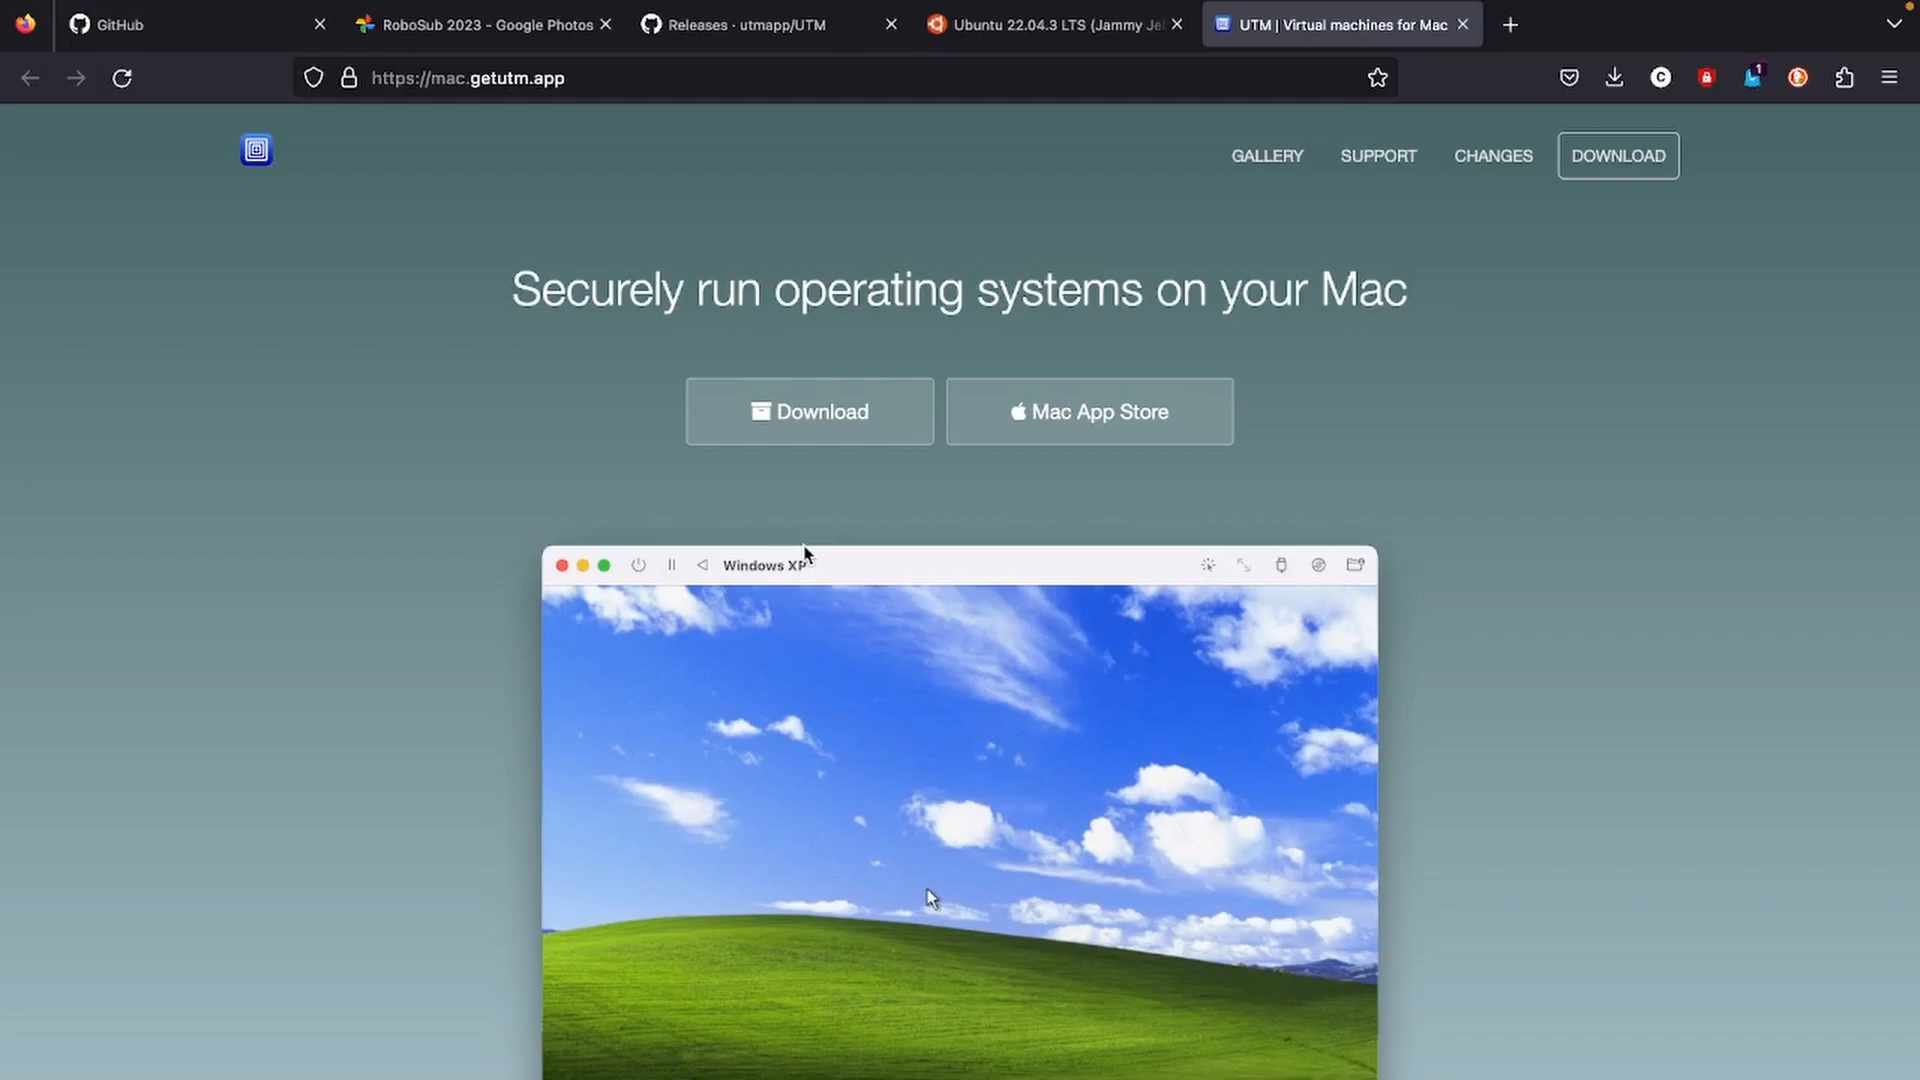 GitHub
RoboSub 2023 - Google Photos
Releases · utmapp/UTM
Ubuntu 22.04.3 LTS (Jammy Je
UTM | Virtual machines for Mac
https://mac.getutm.app
1
GALLERY
SUPPORT
CHANGES
DOWNLOAD
Securely run operating systems on your Mac
Download
Mac App Store
Windows XP